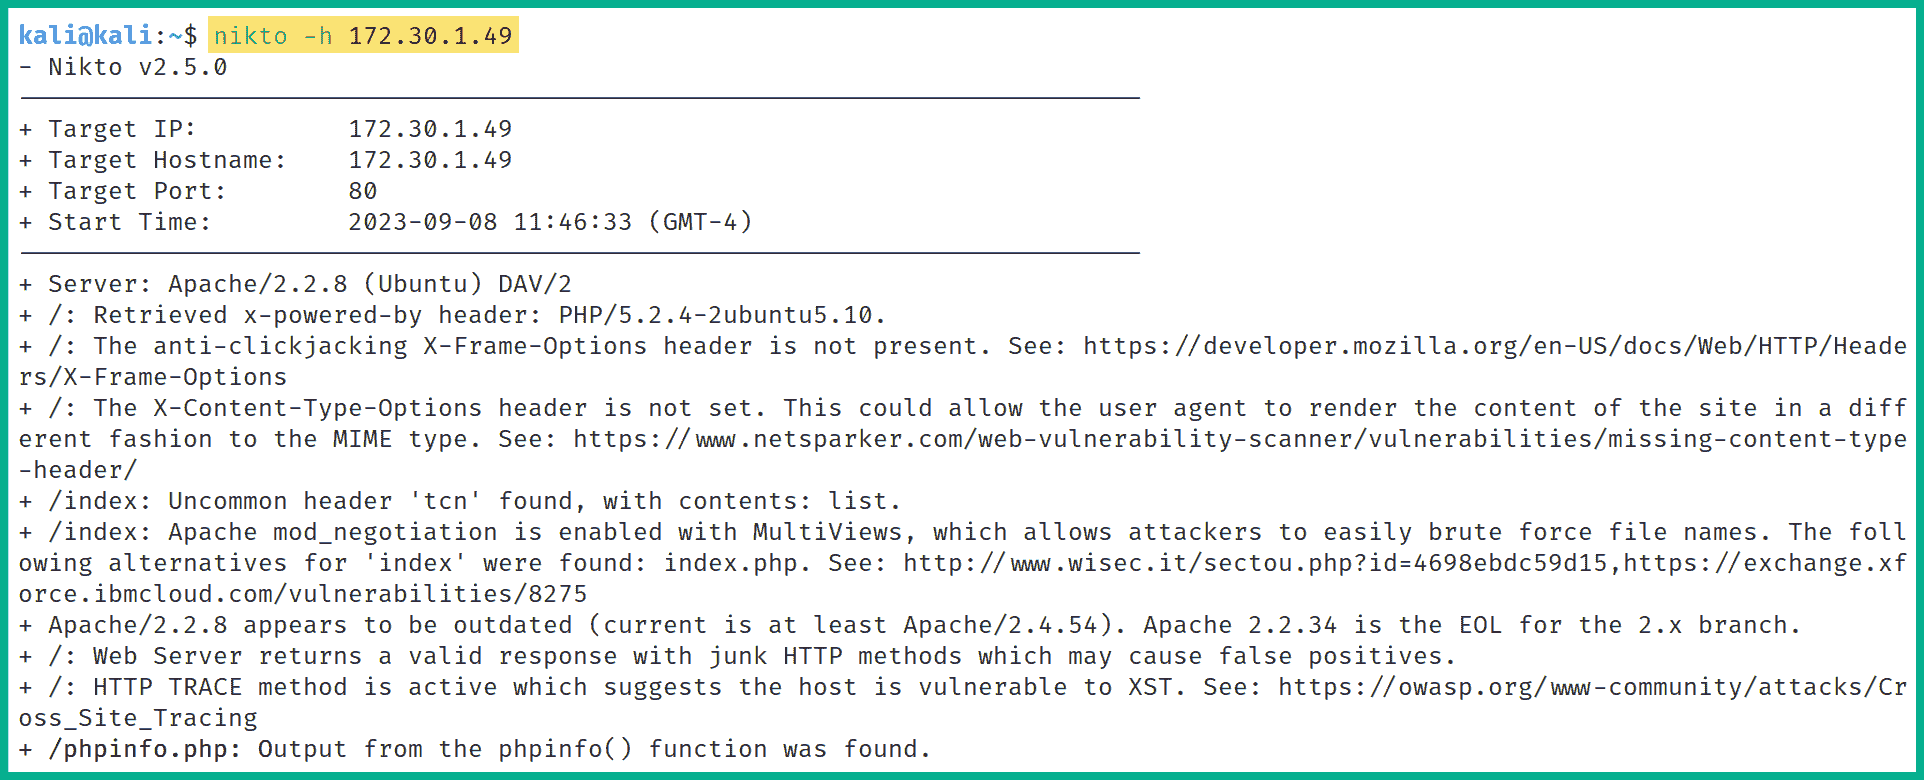 kali@kali:~$ nikto -h 172.30.1.49
- Nikto v2.5.0
+ Target IP: 172.30.1.49
+ Target Hostname: 172.30.1.49
+ Target Port: 80
+ Start Time: 2023-09-08 11:46:33 (GMT-4)
+ Server: Apache/2.2.8 (Ubuntu) DAV/2
+ /: Retrieved x-powered-by header: PHP/5.2.4-2ubuntu5.10.
+ /: The anti-clickjacking X-Frame-Options header is not present. See: https://developer.mozilla.org/en-US/docs/Web/HTTP/Heade
rs/X-Frame-Options
+ /: The X-Content-Type-Options header is not set. This could allow the user agent to render the content of the site in a diff
erent fashion to the MIME type. See: https://www.netsparker.com/web-vulnerability-scanner/vulnerabilities/missing-content-type
-header/
+ /index: Uncommon header 'tcn' found, with contents: list.
+ /index: Apache mod_negotiation is enabled with MultiViews, which allows attackers to easily brute force file names. The foll
owing alternatives for 'index' were found: index.php. See: http://www.wisec.it/sectou.php?id=4698ebdc59d15,https://exchange.xf
orce.ibmcloud.com/vulnerabilities/8275
+ Apache/2.2.8 appears to be outdated (current is at least Apache/2.4.54). Apache 2.2.34 is the EOL for the 2.x branch.
+ /: Web Server returns a valid response with junk HTTP methods which may cause false positives.
+ /: HTTP TRACE method is active which suggests the host is vulnerable to XST. See: https://owasp.org/www-community/attacks/Cr
oss_Site_Tracing
+ /phpinfo.php: Output from the phpinfo() function was found.